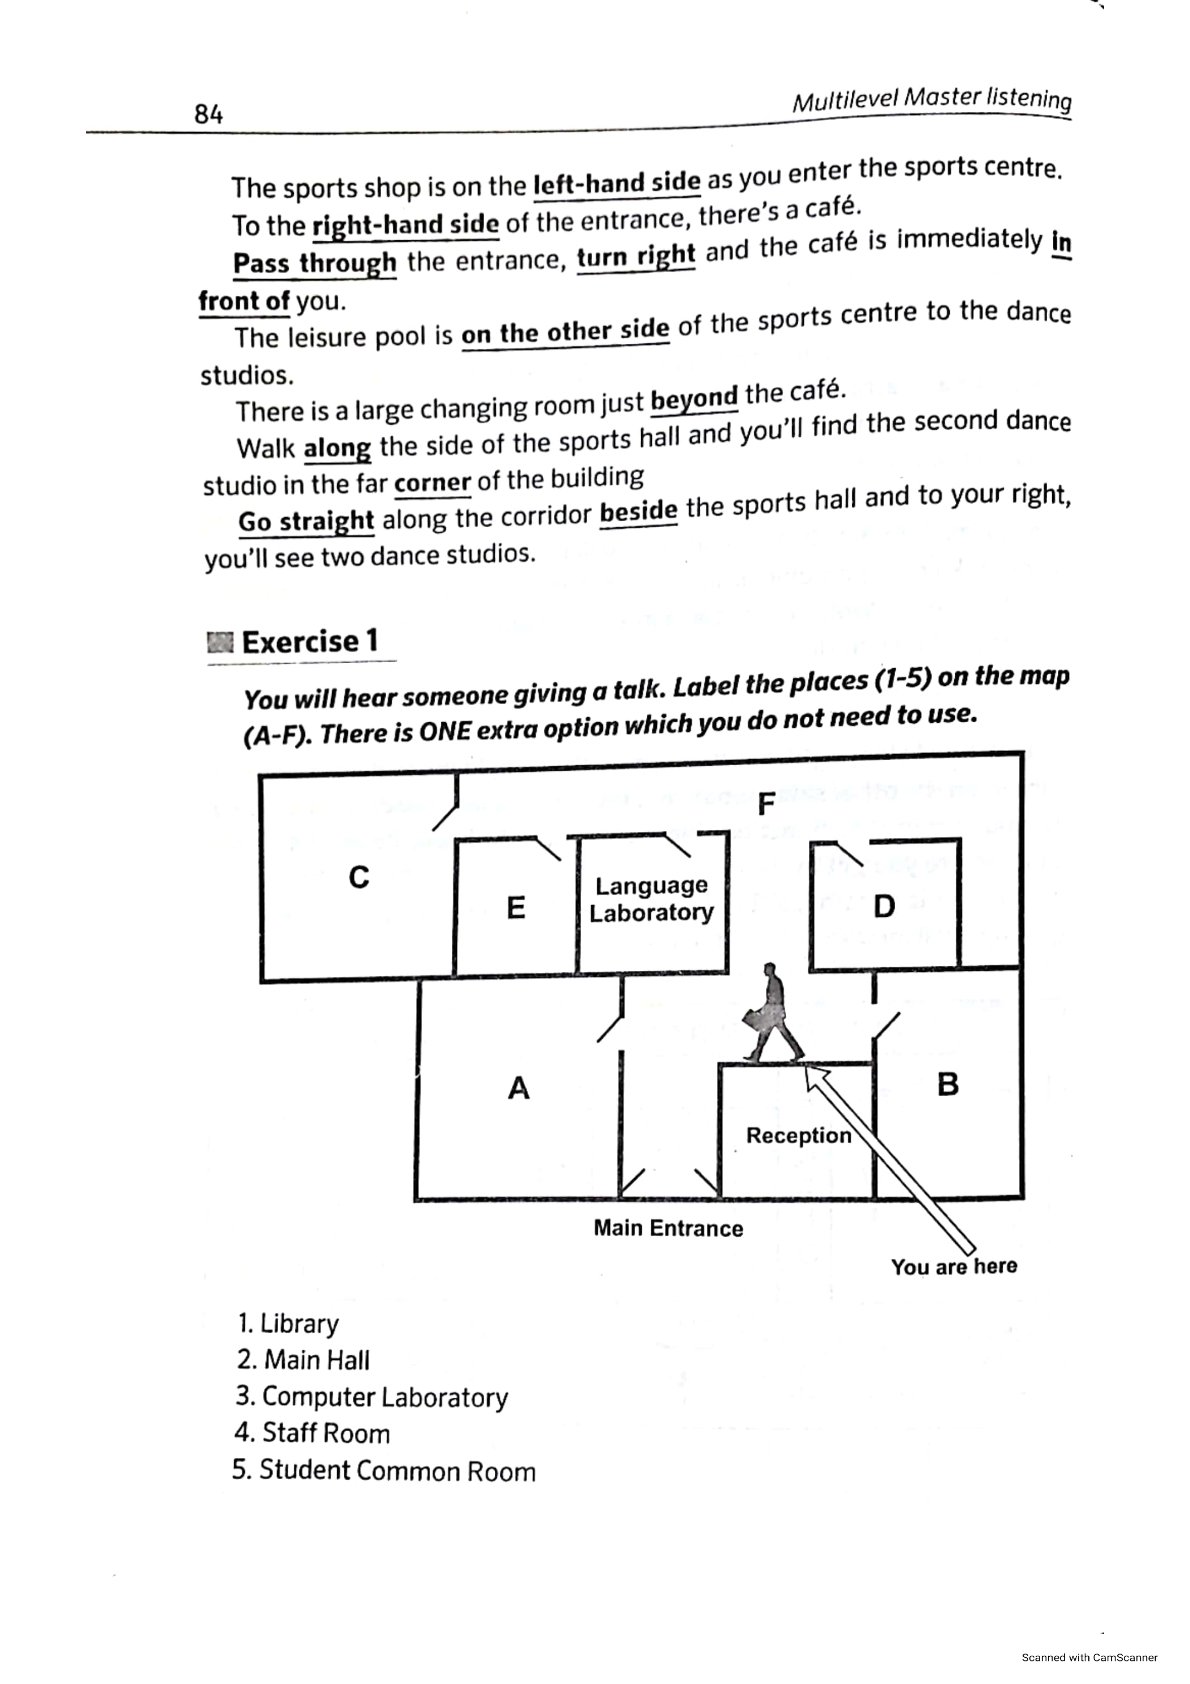 84
Multilevel Master listening
The sports shop is on the left-hand side as you enter the sports centre.
To the right-hand side of the entrance, there's a café.
Pass through the entrance, turn right and the café is immediately in
front of you.
The leisure pool is on the other side of the sports centre to the dance
studios.
There is a large changing room just beyond the café.
Walk along the side of the sports hall and you'll find the second dance
studio in the far corner of the building
Go straight along the corridor beside the sports hall and to your right,
you'll see two dance studios.
Exercise 1
You will hear someone giving a talk. Label the places (1-5) on the map
(A-F). There is ONE extra option which you do not need to use.
F
C
E
Language
Laboratory
D
A
B
Reception
Main Entrance
You are here
1. Library
2. Main Hall
3. Computer Laboratory
4. Staff Room
5. Student Common Room
Scanned with CamScanner